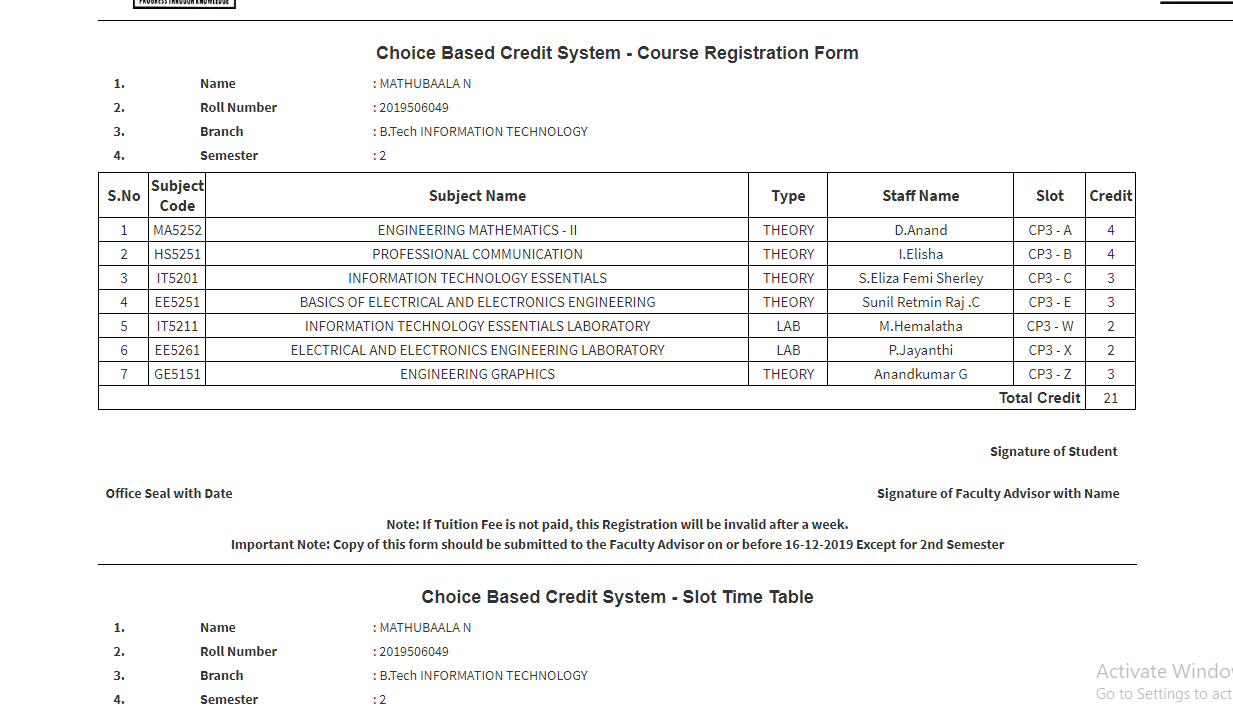 PROGRESS THROUGH KNOWLEDGE
Choice Based Credit System - Course Registration Form
1. Name : MATHUBAALA N
2. Roll Number : 2019506049
3. Branch : B.Tech INFORMATION TECHNOLOGY
4. Semester : 2
S.No Subject Code Subject Name Type Staff Name Slot Credit
1 MA5252 ENGINEERING MATHEMATICS - II THEORY D.Anand CP3 - A 4
2 HS5251 PROFESSIONAL COMMUNICATION THEORY I.Elisha CP3 - B 4
3 IT5201 INFORMATION TECHNOLOGY ESSENTIALS THEORY S.Eliza Femi Sherley CP3 - C 3
4 EE5251 BASICS OF ELECTRICAL AND ELECTRONICS ENGINEERING THEORY Sunil Retmin Raj .C CP3 - E 3
5 IT5211 INFORMATION TECHNOLOGY ESSENTIALS LABORATORY LAB M.Hemalatha CP3 - W 2
6 EE5261 ELECTRICAL AND ELECTRONICS ENGINEERING LABORATORY LAB P.Jayanthi CP3 - X 2
7 GE5151 ENGINEERING GRAPHICS THEORY Anandkumar G CP3 - Z 3
Total Credit 21
Signature of Student
Office Seal with Date Signature of Faculty Advisor with Name
Note: If Tuition Fee is not paid, this Registration will be invalid after a week.
Important Note: Copy of this form should be submitted to the Faculty Advisor on or before 16-12-2019 Except for 2nd Semester
Choice Based Credit System - Slot Time Table
1. Name : MATHUBAALA N
2. Roll Number : 2019506049
3. Branch : B.Tech INFORMATION TECHNOLOGY
4. Semester : 2
Activate Windo
Go to Settings to act